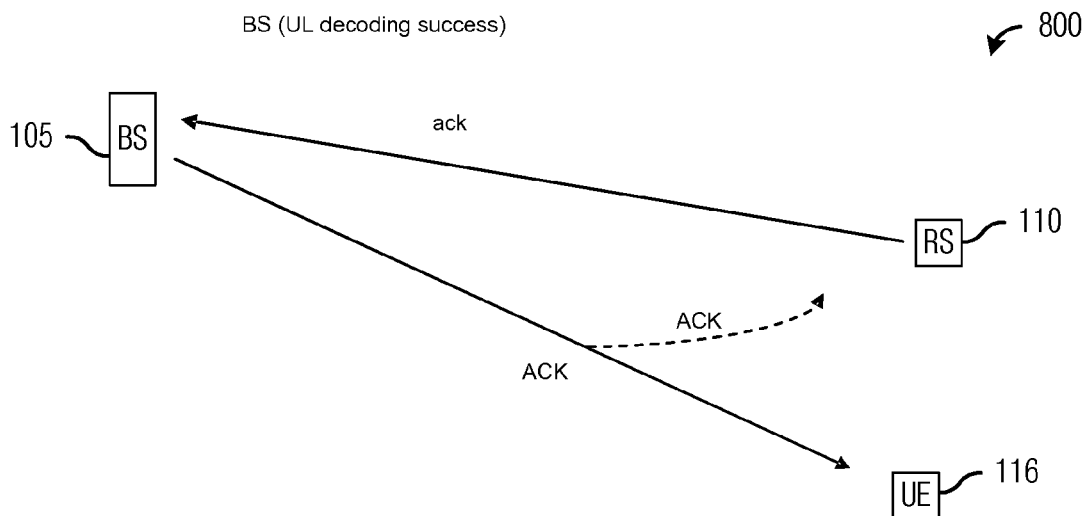 BS (UL decoding success)
800
105
BS
ack
RS
110
ACK
ACK
UE
116